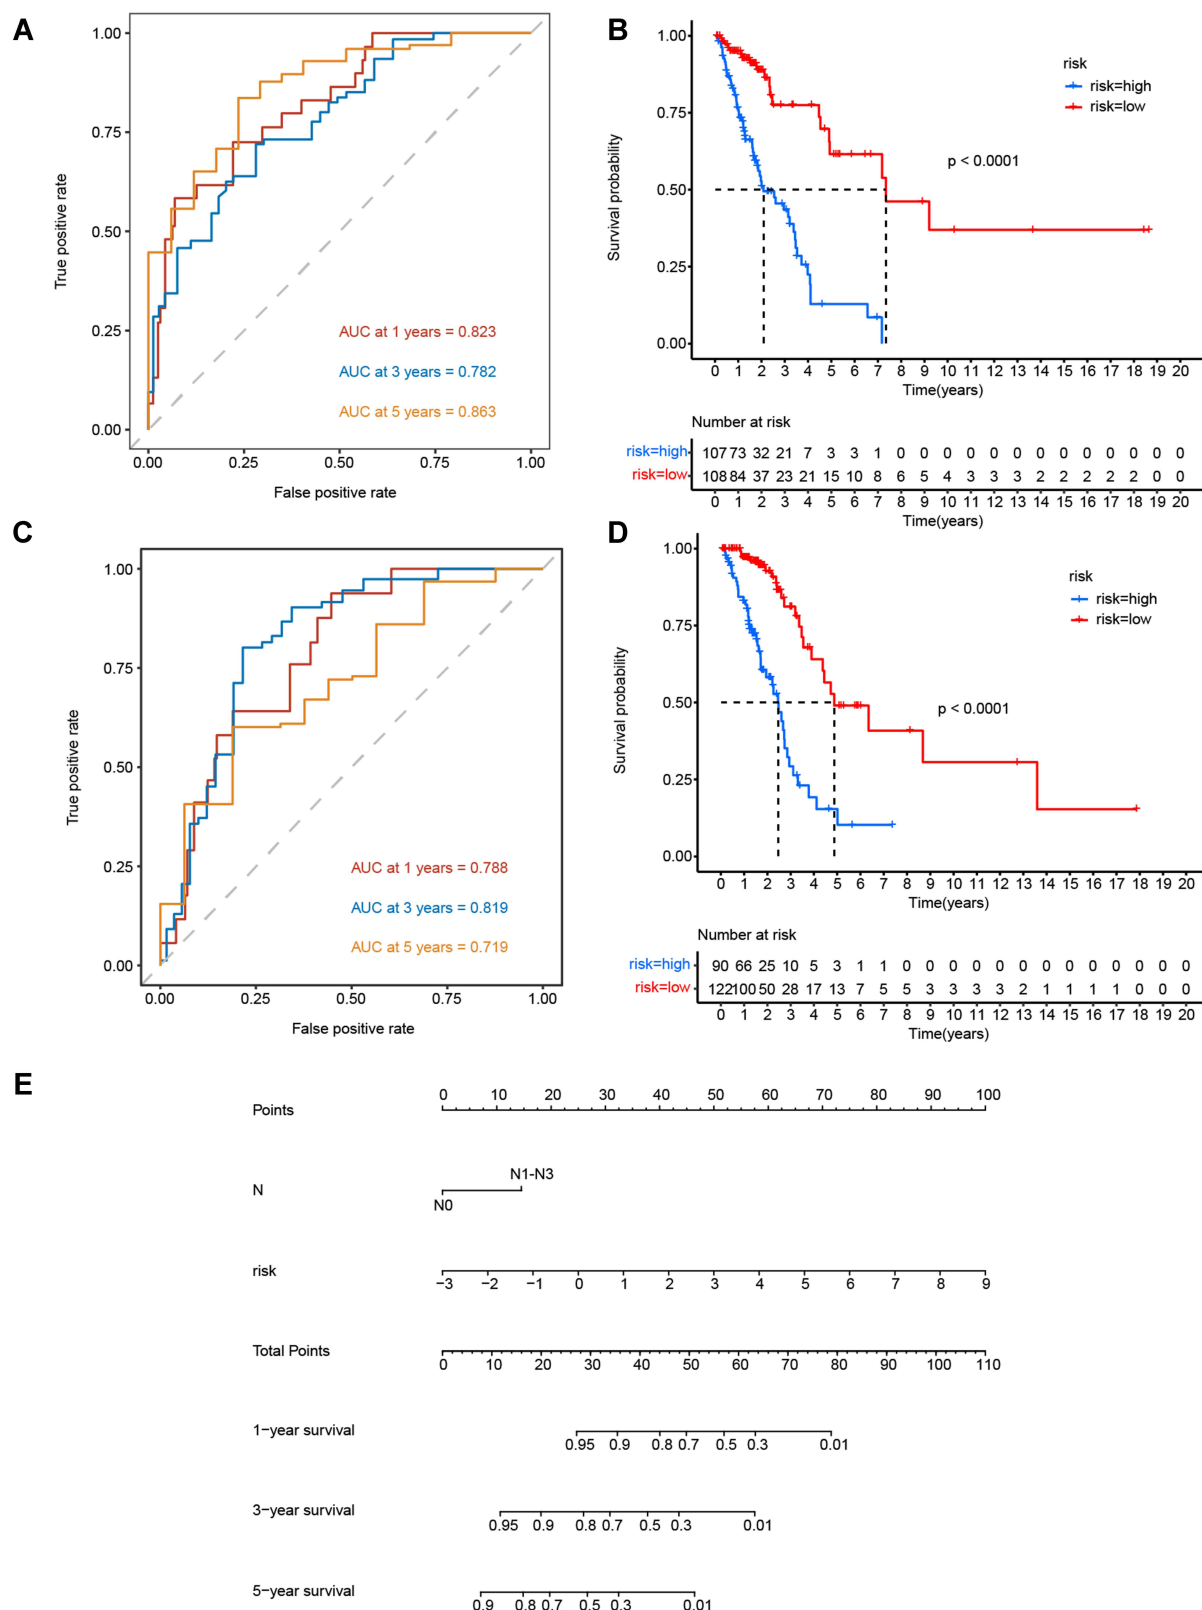 A
1.00
0.75
0.50
0.25
0.00
True positive rate
AUC at 1 years = 0.823
AUC at 3 years = 0.782
AUC at 5 years = 0.863
0.00 0.25 0.50 0.75 1.00
False positive rate
B
1.00
0.75
0.50
0.25
0.00
Survival probability
risk
risk=high
risk=low
p < 0.0001
0 1 2 3 4 5 6 7 8 9 10 11 12 13 14 15 16 17 18 19 20
Time(years)
Number at risk
risk=high 107 73 32 21 7 3 3 1 0 0 0 0 0 0 0 0 0 0 0 0 0
risk=low 108 84 37 23 21 15 10 8 6 5 4 3 3 3 2 2 2 2 2 0 0
0 1 2 3 4 5 6 7 8 9 10 11 12 13 14 15 16 17 18 19 20
Time(years)
C
1.00
0.75
0.50
0.25
0.00
True positive rate
AUC at 1 years = 0.788
AUC at 3 years = 0.819
AUC at 5 years = 0.719
0.00 0.25 0.50 0.75 1.00
False positive rate
D
1.00
0.75
0.50
0.25
0.00
Survival probability
risk
risk=high
risk=low
p < 0.0001
0 1 2 3 4 5 6 7 8 9 10 11 12 13 14 15 16 17 18 19 20
Time(years)
Number at risk
risk=high 90 66 25 10 5 3 1 1 0 0 0 0 0 0 0 0 0 0 0 0 0
risk=low 122 100 50 28 17 13 7 5 5 3 3 3 3 2 1 1 1 1 0 0 0
0 1 2 3 4 5 6 7 8 9 10 11 12 13 14 15 16 17 18 19 20
Time(years)
E
0 10 20 30 40 50 60 70 80 90 100
Points
N1-N3
N
N0
risk
−3 −2 −1 0 1 2 3 4 5 6 7 8 9
Total Points
0 10 20 30 40 50 60 70 80 90 100 110
1−year survival
0.95 0.9 0.8 0.7 0.5 0.3 0.01
3−year survival
0.95 0.9 0.8 0.7 0.5 0.3 0.01
5−year survival
0.9 0.8 0.7 0.5 0.3 0.01